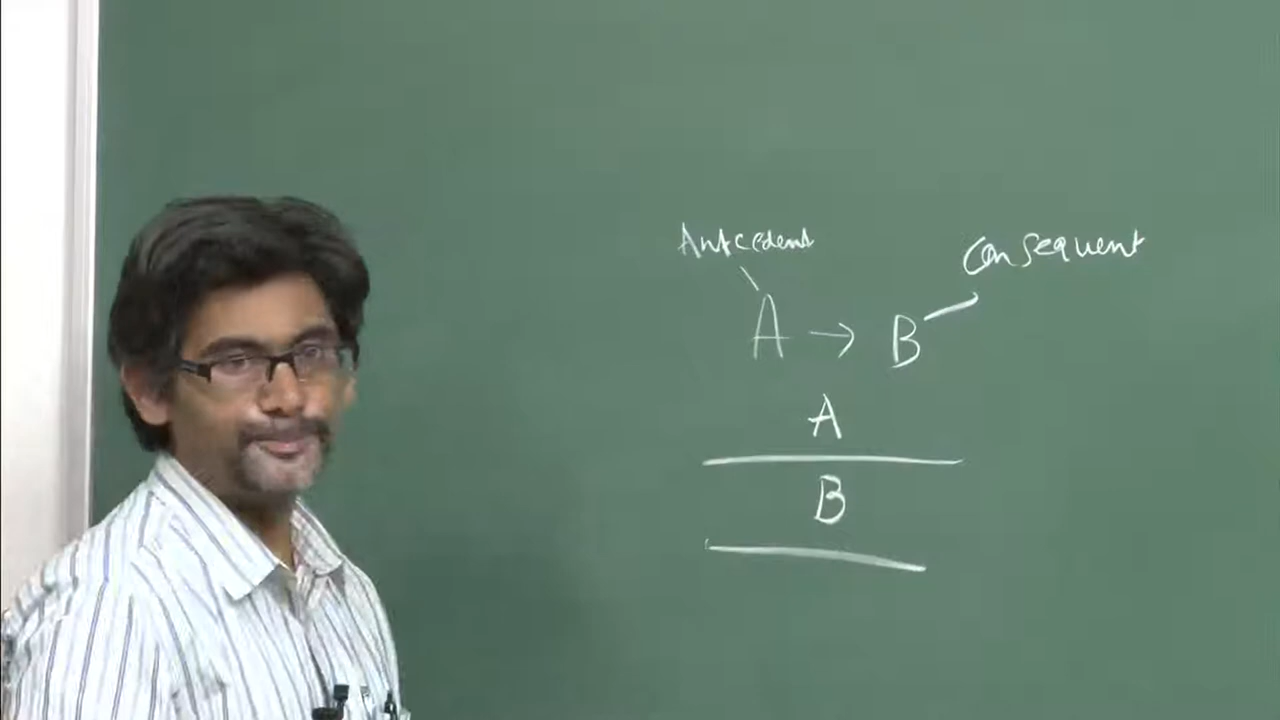 Antecedent
Consequent
A → B
A
B